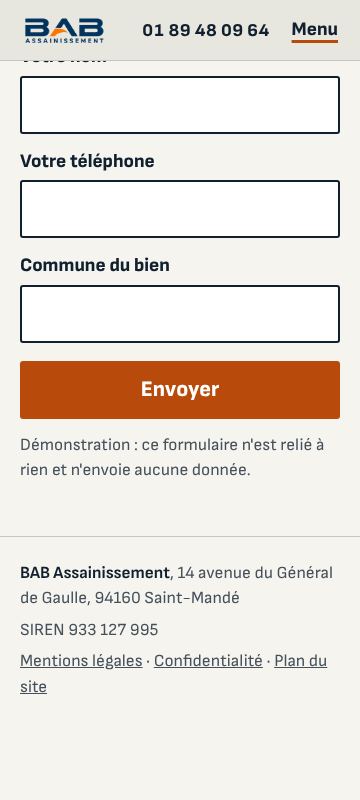 BAB
ASSAINISSEMENT
01 89 48 09 64
Menu
Votre téléphone
Commune du bien
Envoyer
Démonstration : ce formulaire n'est relié à
rien et n'envoie aucune donnée.
BAB Assainissement, 14 avenue du Général
de Gaulle, 94160 Saint-Mandé
SIREN 933 127 995
Mentions légales · Confidentialité · Plan du
site